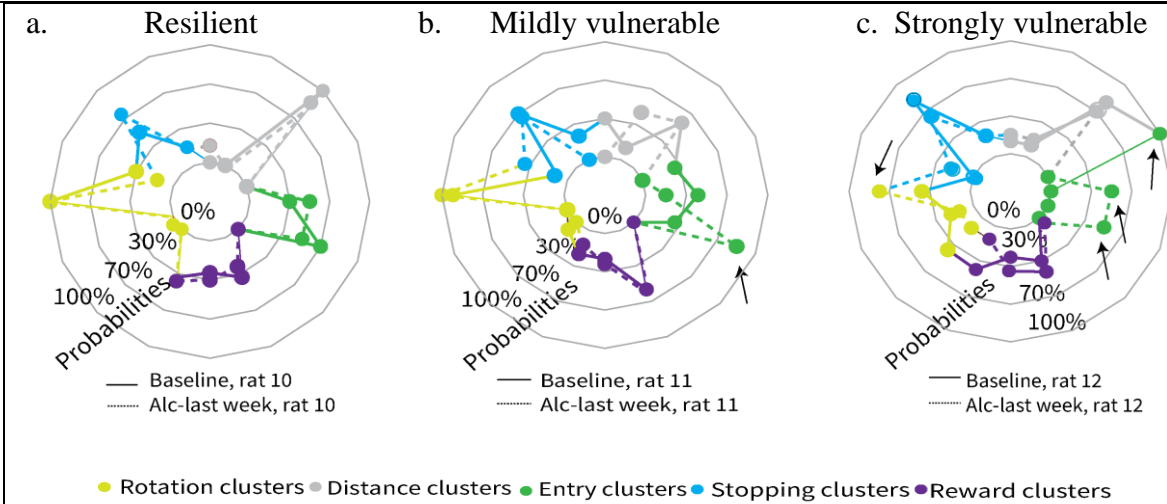 a. Resilient
0%
30%
70%
100%
Probabilities
Baseline, rat 10
Alc-last week, rat 10
b. Mildly vulnerable
0%
30%
70%
100%
Probabilities
Baseline, rat 11
Alc-last week, rat 11
c. Strongly vulnerable
0%
30%
70%
100%
Probabilities
Baseline, rat 12
Alc-last week, rat 12
Rotation clusters Distance clusters Entry clusters Stopping clusters Reward clusters